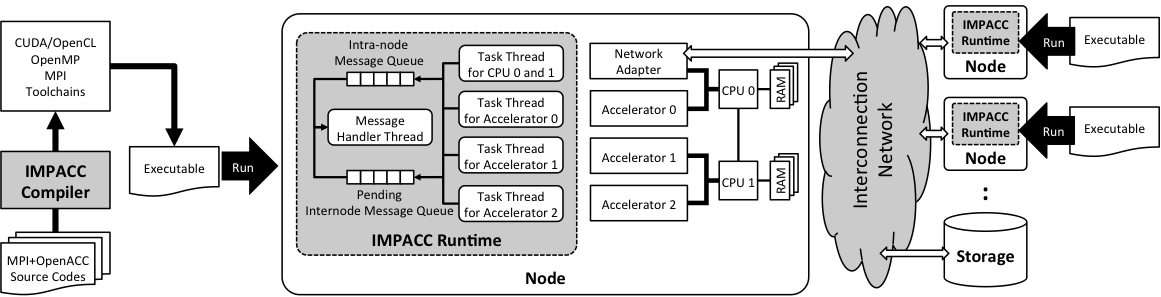 CUDA/OpenCL
OpenMP
MPI
Toolchains
IMPACC
Compiler
MPI+OpenACC
Source Codes
Executable
Run
Intra-node
Message Queue
Message
Handler Thread
Pending
Internode Message Queue
Task Thread
for CPU 0 and 1
Task Thread
for Accelerator 0
Task Thread
for Accelerator 1
Task Thread
for Accelerator 2
IMPACC Runtime
Network
Adapter
Accelerator 0
Accelerator 1
Accelerator 2
CPU 0
RAM
CPU 1
RAM
Node
Interconnection
Network
IMPACC
Runtime
Node
Run
Executable
IMPACC
Runtime
Node
Run
Executable
:
Storage